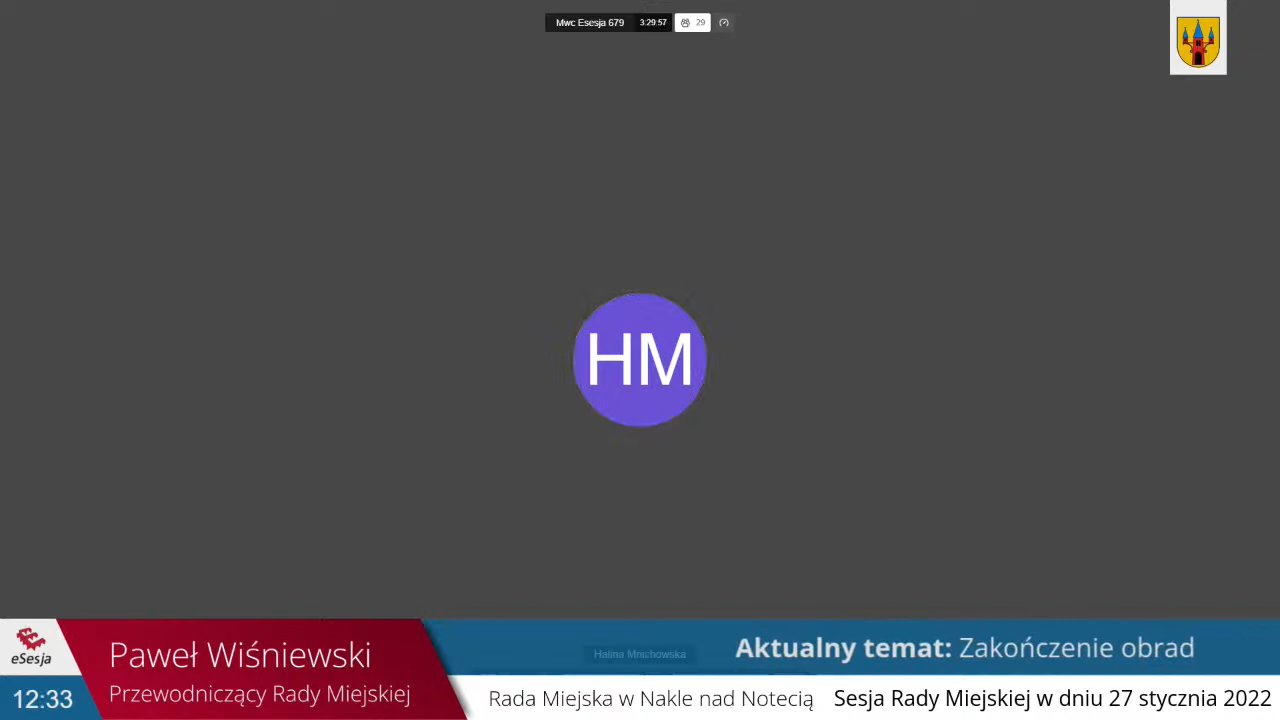 Mwc Esesja 679 3:29:57 29
HM
Halina Mnichowska
eSesja
Paweł Wiśniewski
Przewodniczący Rady Miejskiej
Aktualny temat: Zakończenie obrad
12:33
Rada Miejska w Nakle nad Notecią Sesja Rady Miejskiej w dniu 27 stycznia 2022